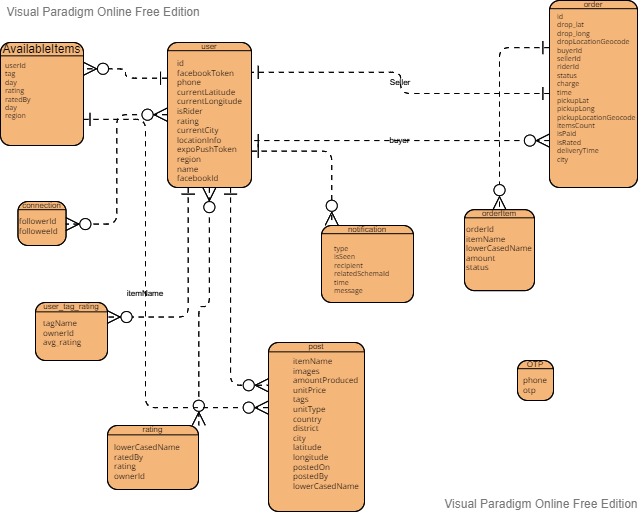 Visual Paradigm Online Free Edition
AvailableItems
userId
tag
day
rating
ratedBy
day
region
user
id
facebookToken
phone
currentLatitude
currentLongitude
isRider
rating
currentCity
locationInfo
expoPushToken
region
name
facebookId
order
id
drop_lat
drop_long
dropLocationGeocode
buyerId
sellerId
riderId
status
charge
time
pickupLat
pickupLong
pickupLocationGeocode
itemsCount
isPaid
isRated
deliveryTime
city
Seller
buyer
connection
followerId
followeeId
notification
type
isSeen
recipient
relatedSchemaId
time
message
orderItem
orderId
itemName
lowerCasedName
amount
status
itemName
user_tag_rating
tagName
ownerId
avg_rating
post
itemName
images
amountProduced
unitPrice
tags
unitType
country
district
city
latitude
longitude
postedOn
postedBy
lowerCasedName
OTP
phone
otp
rating
lowerCasedName
ratedBy
rating
ownerId
Visual Paradigm Online Free Edition